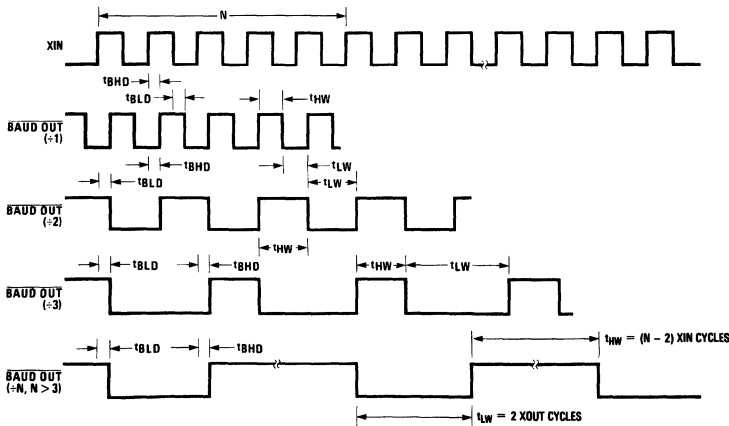 N
XIN
tBHD
tBLD
tHW
BAUD OUT
(÷1)
tBHD
tLW
tBLD
tLW
BAUD OUT
(÷2)
tHW
tBLD
tBHD
tHW
tLW
BAUD OUT
(÷3)
tHW = (N − 2) XIN CYCLES
tBLD
tBHD
BAUD OUT
(÷N, N > 3)
tLW = 2 XOUT CYCLES